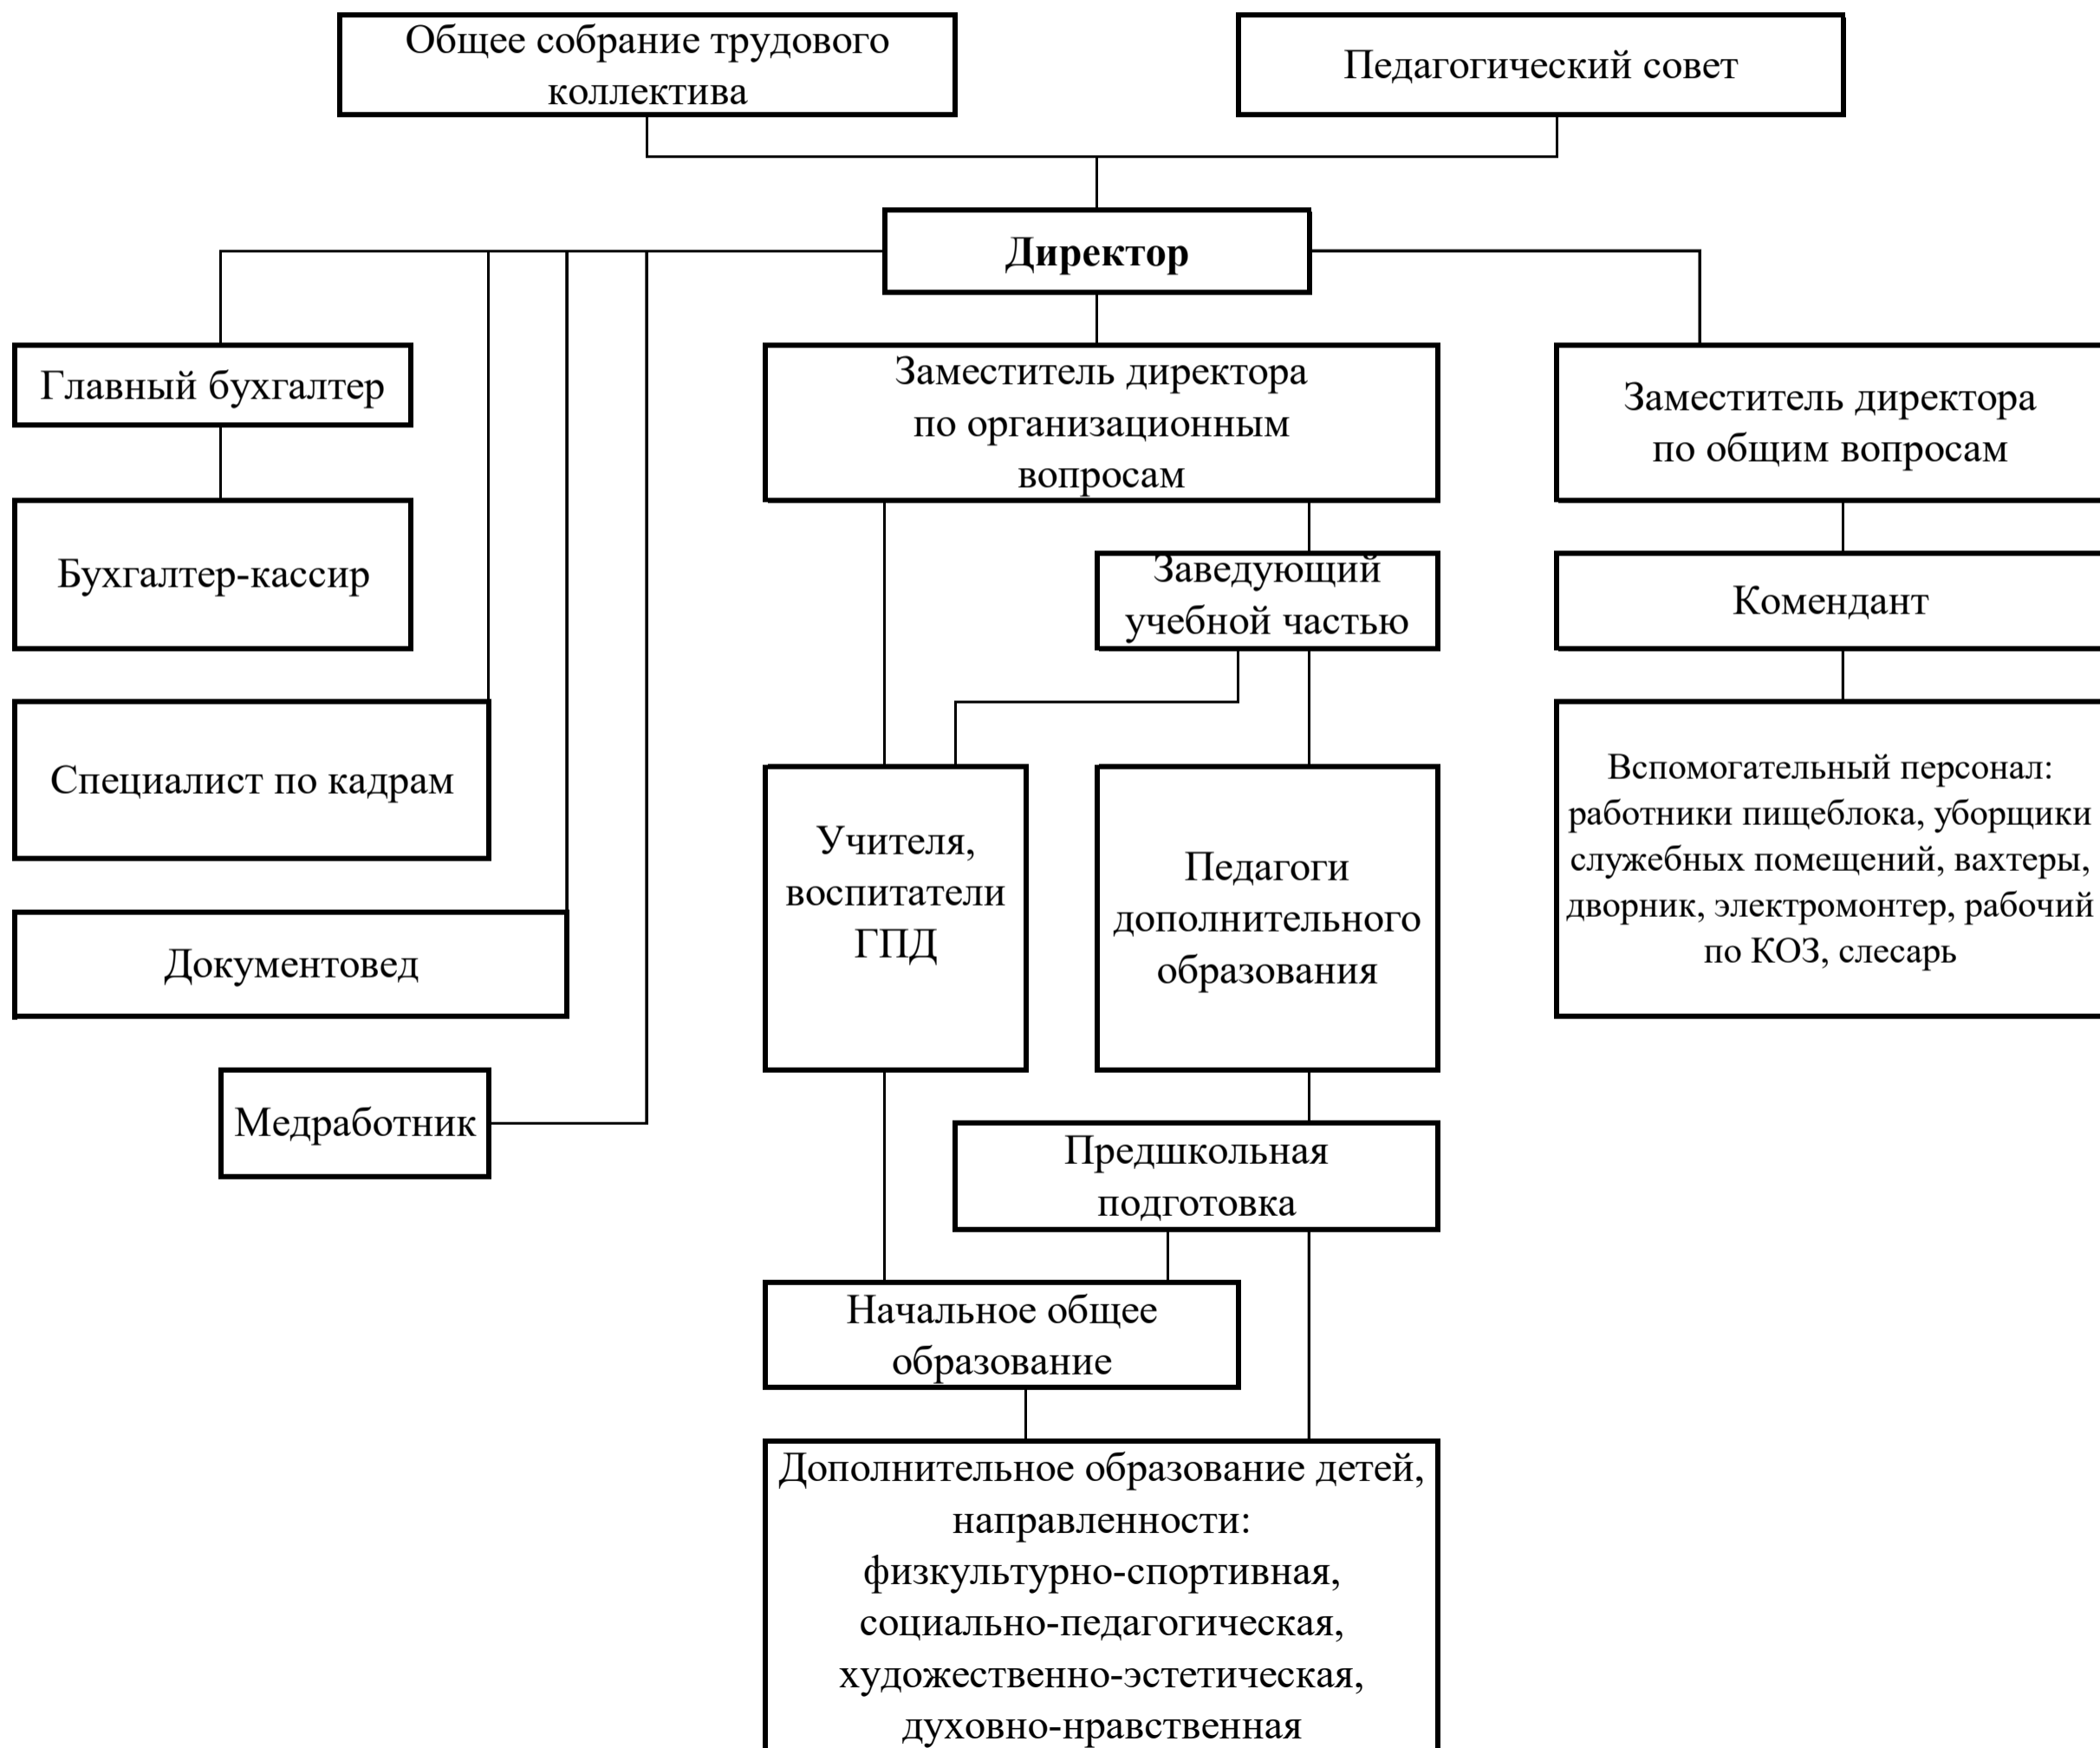 Общее собрание трудового
коллектива
Педагогический совет
Директор
Главный бухгалтер
Заместитель директора
по организационным
вопросам
Заместитель директора
по общим вопросам
Бухгалтер-кассир
Заведующий
учебной частью
Комендант
Специалист по кадрам
Учителя,
воспитатели
ГПД
Педагоги
дополнительного
образования
Вспомогательный персонал:
работники пищеблока, уборщики
служебных помещений, вахтеры,
дворник, электромонтер, рабочий
по КОЗ, слесарь
Документовед
Медработник
Предшкольная
подготовка
Начальное общее
образование
Дополнительное образование детей,
направленности:
физкультурно-спортивная,
социально-педагогическая,
художественно-эстетическая,
духовно-нравственная